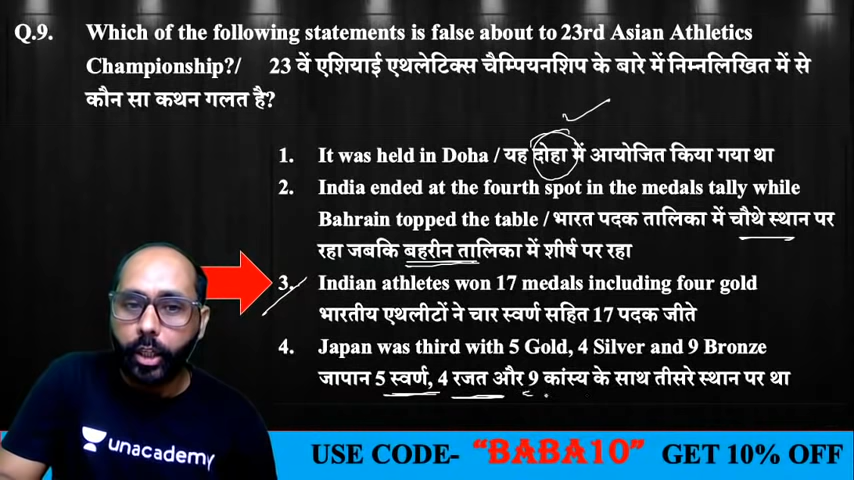 Q.9. Which of the following statements is false about to 23rd Asian Athletics
Championship?/ 23 वें एशियाई एथलेटिक्स चैम्पियनशिप के बारे में निम्नलिखित में से
कौन सा कथन गलत है?
1. It was held in Doha / यह दोहा में आयोजित किया गया था
2. India ended at the fourth spot in the medals tally while
Bahrain topped the table / भारत पदक तालिका में चौथे स्थान पर
रहा जबकि बहरीन तालिका में शीर्ष पर रहा
3. Indian athletes won 17 medals including four gold
भारतीय एथलीटों ने चार स्वर्ण सहित 17 पदक जीते
4. Japan was third with 5 Gold, 4 Silver and 9 Bronze
जापान 5 स्वर्ण, 4 रजत और 9 कांस्य के साथ तीसरे स्थान पर था
unacademy
USE CODE- "BABA10" GET 10% OFF